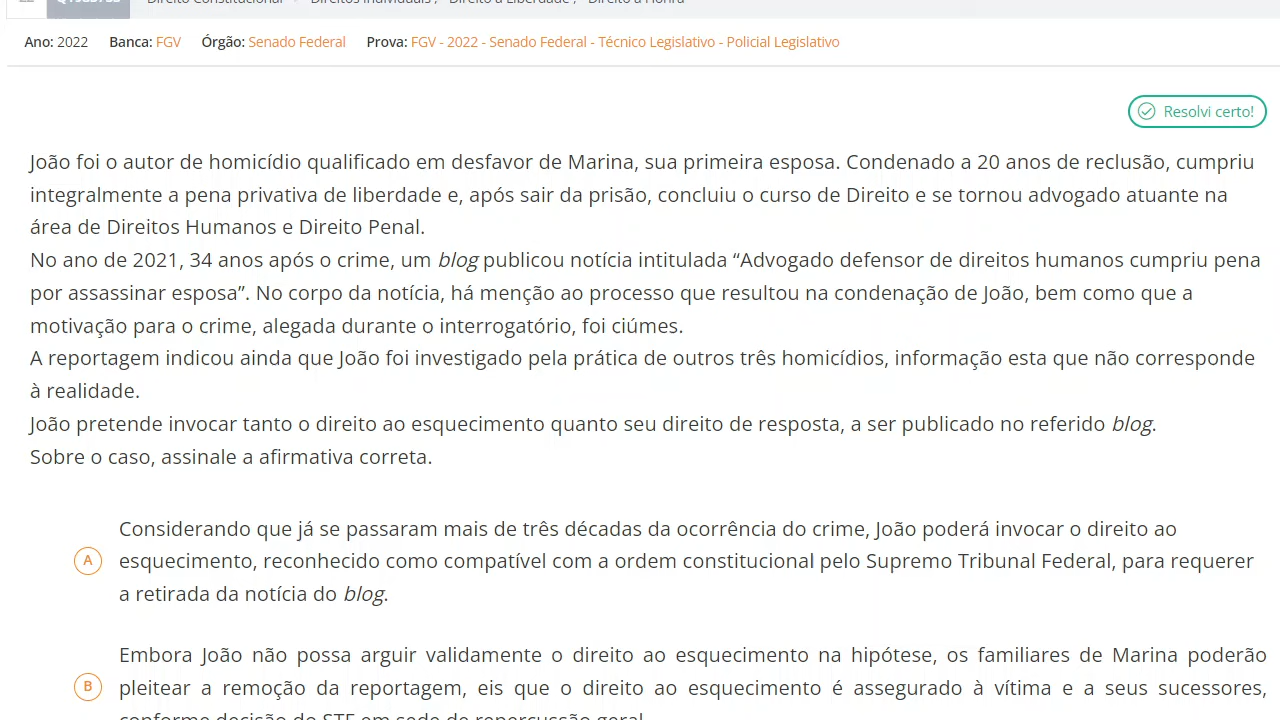 Direito Constitucional
Direitos Individuais , Direito à Liberdade , Direito à Honra
Ano: 2022 Banca: FGV Órgão: Senado Federal Prova: FGV - 2022 - Senado Federal - Técnico Legislativo - Policial Legislativo
Resolvi certo!
João foi o autor de homicídio qualificado em desfavor de Marina, sua primeira esposa. Condenado a 20 anos de reclusão, cumpriu
integralmente a pena privativa de liberdade e, após sair da prisão, concluiu o curso de Direito e se tornou advogado atuante na
área de Direitos Humanos e Direito Penal.
No ano de 2021, 34 anos após o crime, um blog publicou notícia intitulada “Advogado defensor de direitos humanos cumpriu pena
por assassinar esposa”. No corpo da notícia, há menção ao processo que resultou na condenação de João, bem como que a
motivação para o crime, alegada durante o interrogatório, foi ciúmes.
A reportagem indicou ainda que João foi investigado pela prática de outros três homicídios, informação esta que não corresponde
à realidade.
João pretende invocar tanto o direito ao esquecimento quanto seu direito de resposta, a ser publicado no referido blog.
Sobre o caso, assinale a afirmativa correta.
Considerando que já se passaram mais de três décadas da ocorrência do crime, João poderá invocar o direito ao
A esquecimento, reconhecido como compatível com a ordem constitucional pelo Supremo Tribunal Federal, para requerer
a retirada da notícia do blog.
Embora João não possa arguir validamente o direito ao esquecimento na hipótese, os familiares de Marina poderão
B pleitear a remoção da reportagem, eis que o direito ao esquecimento é assegurado à vítima e a seus sucessores,
conforme decisão do STF em sede de repercussão geral.